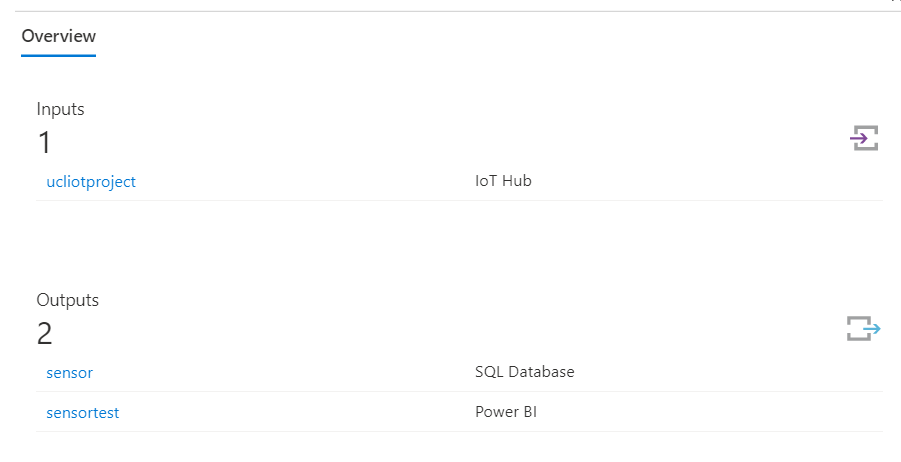 Overview
Inputs
1
ucliotproject IoT Hub
Outputs
2
sensor SQL Database
sensortest Power BI